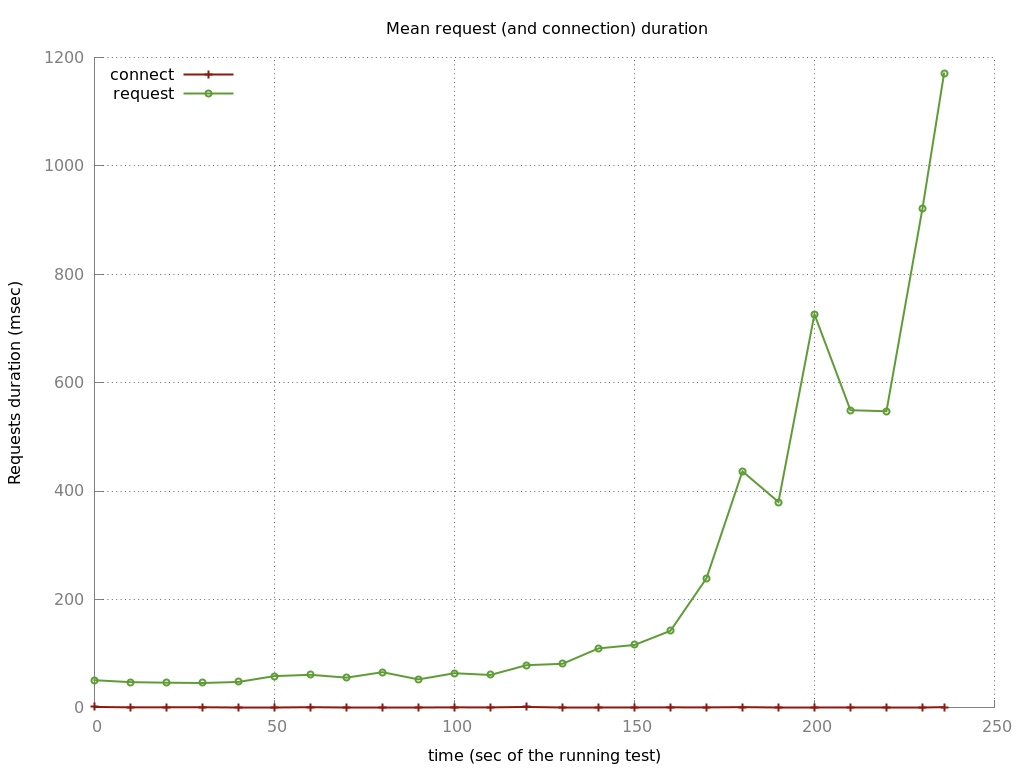 Mean request (and connection) duration
1200
connect
request
1000
800
600
400
200
0
Requests duration (msec)
0 50 100 150 200 250
time (sec of the running test)